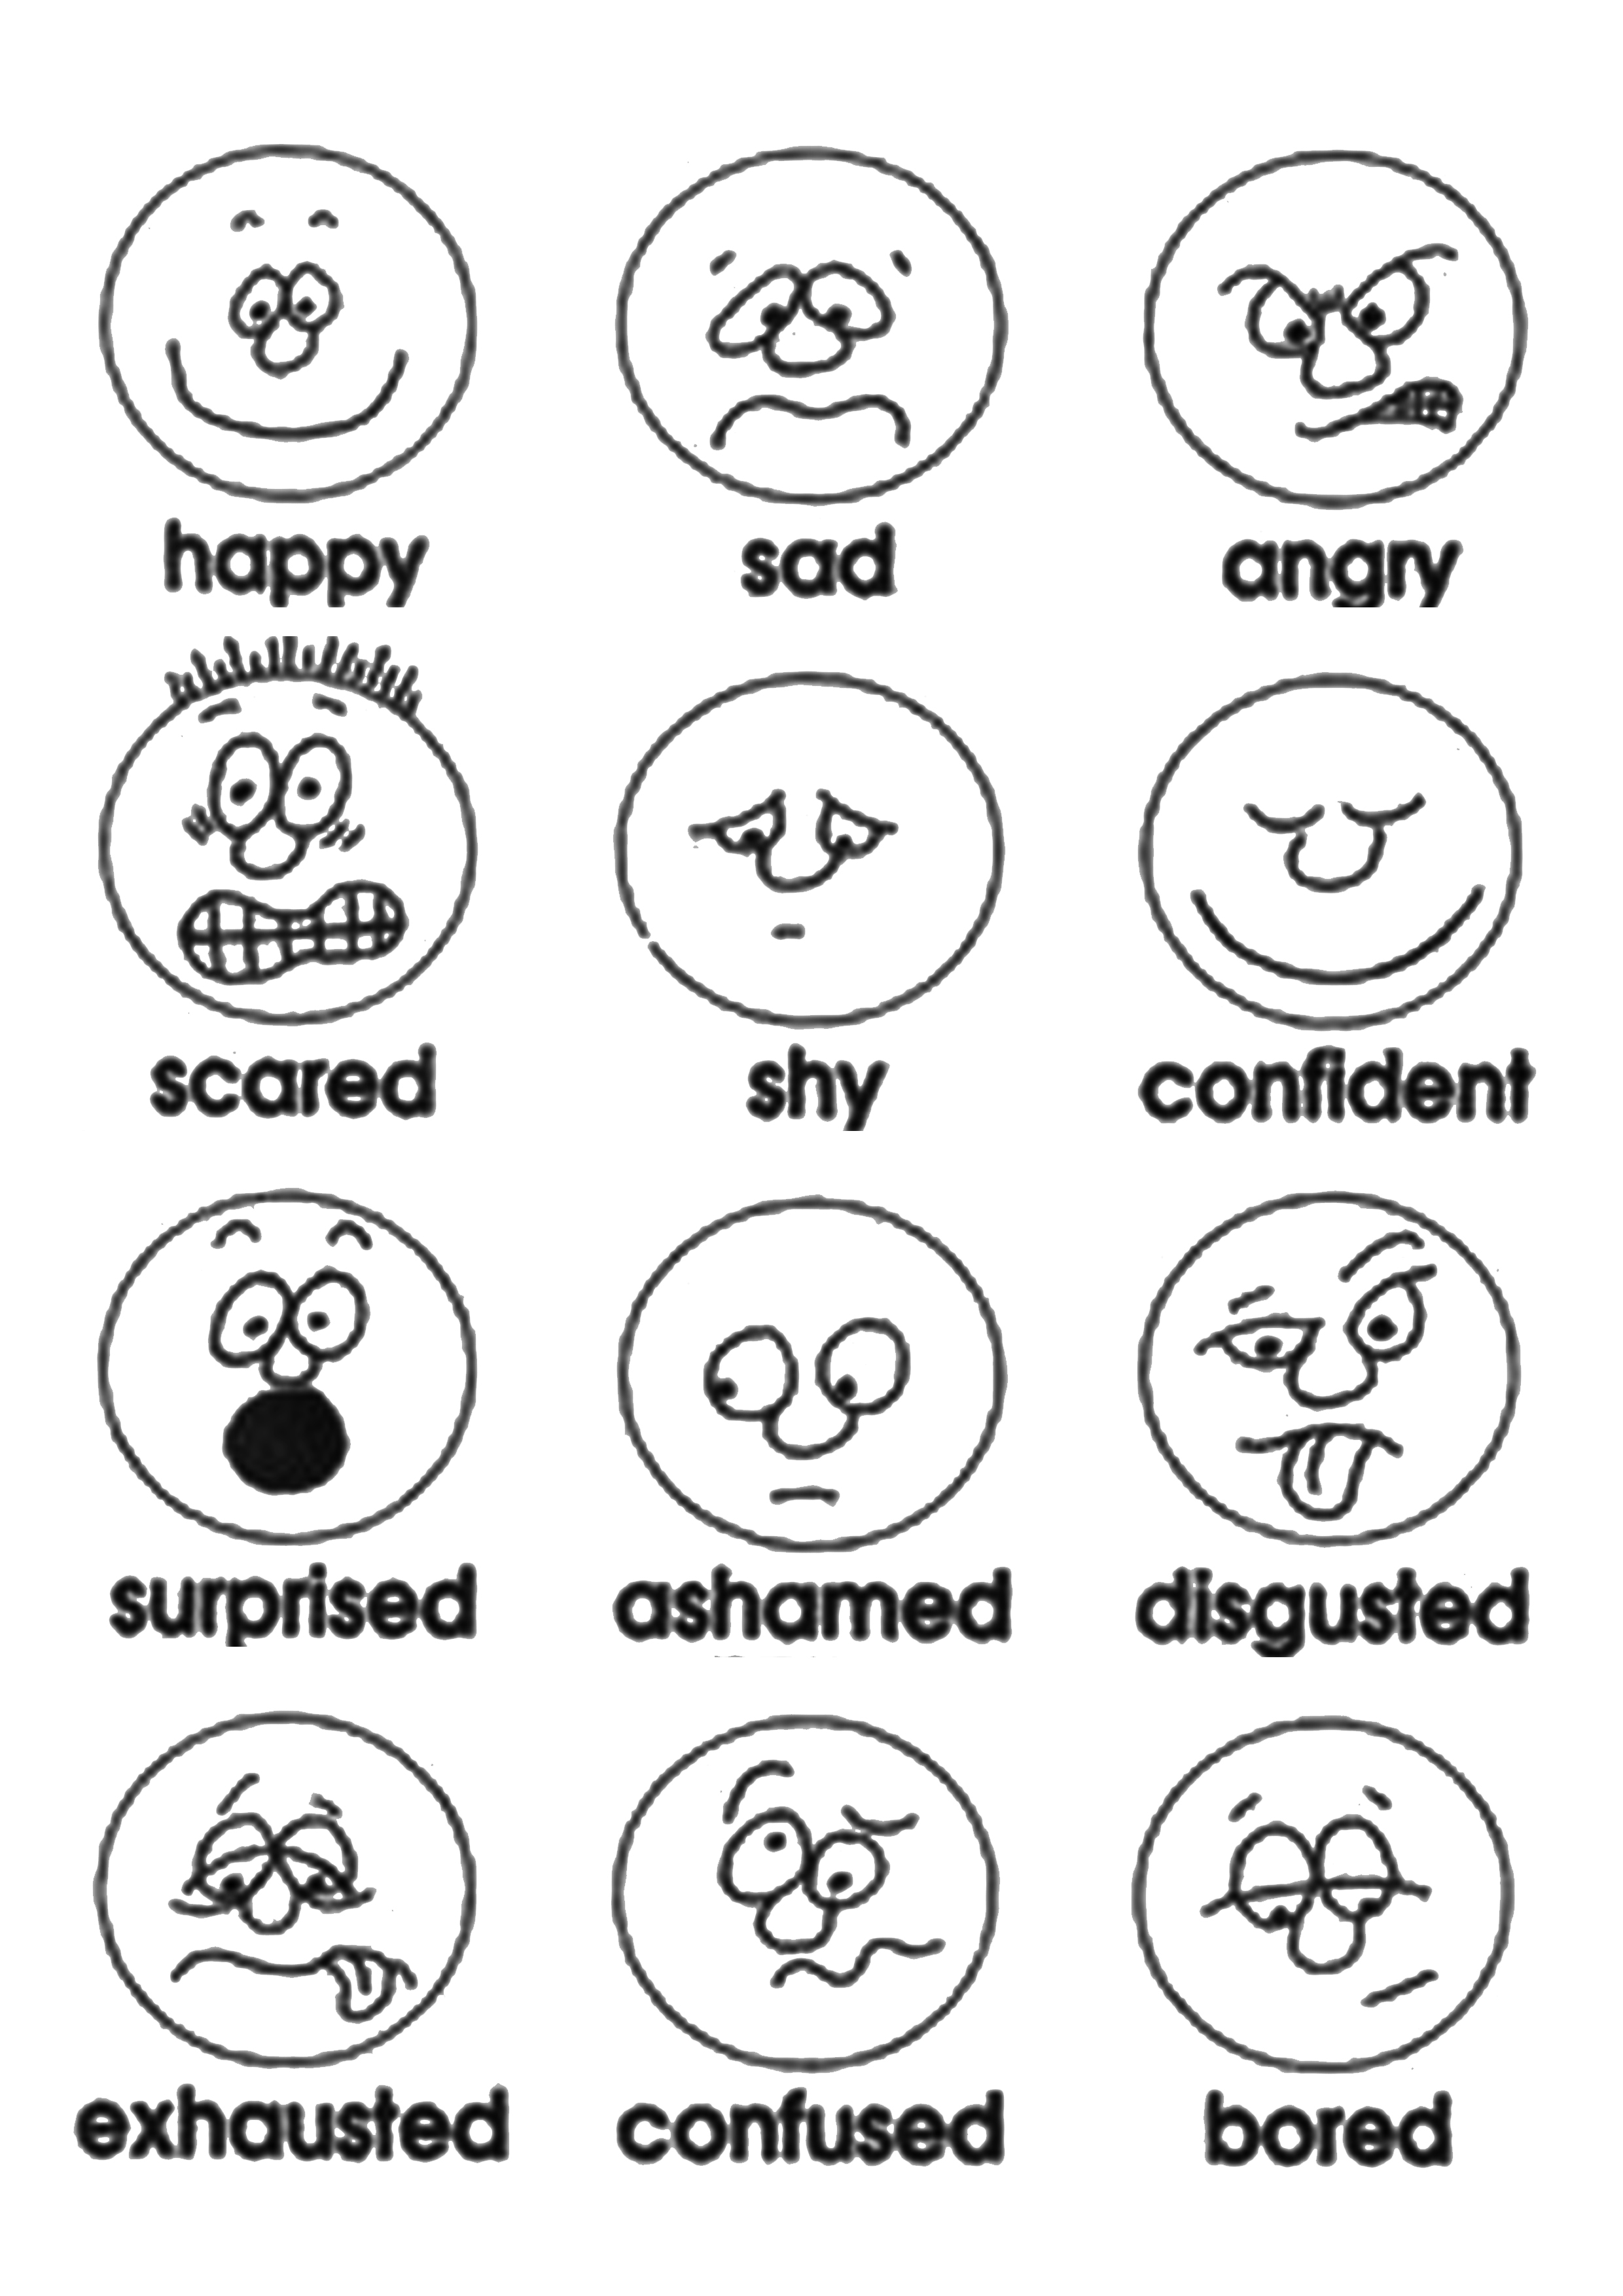 happy sad angry
scared shy confident
surprised ashamed disgusted
exhausted confused bored